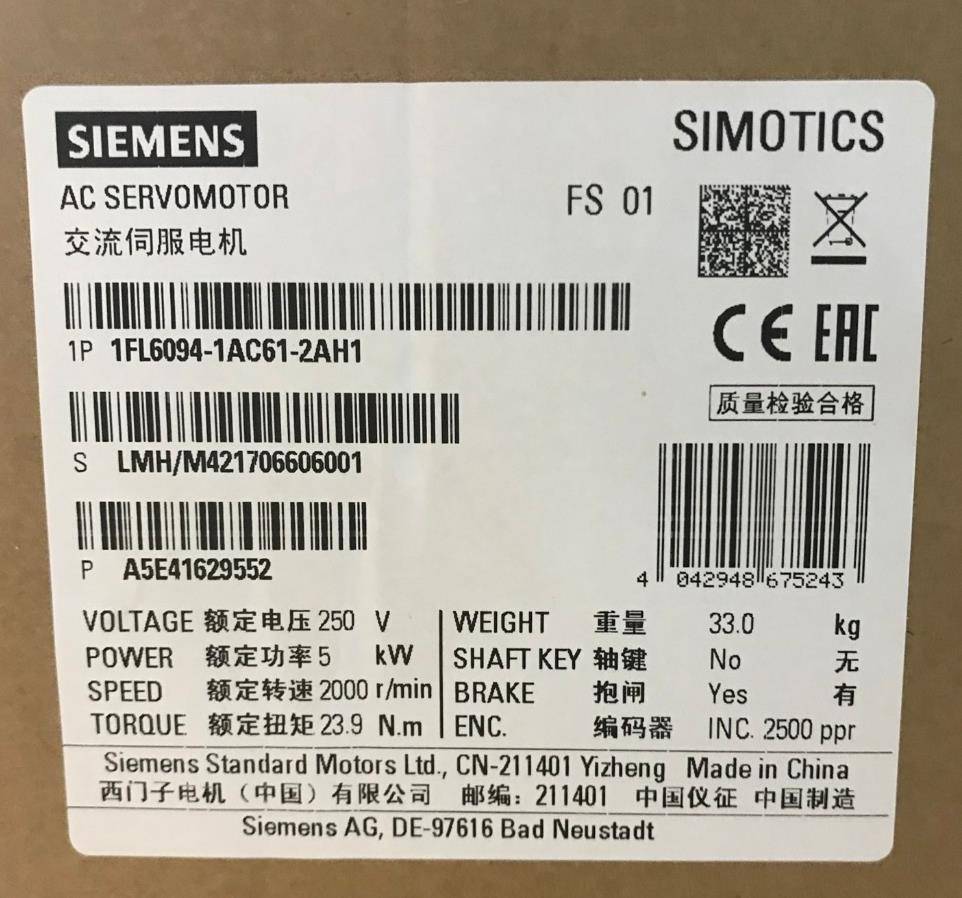 SIEMENS
SIMOTICS
AC SERVOMOTOR
FS 01
交流伺服电机
1P 1FL6094-1AC61-2AH1
CE EAC
质量检验合格
S LMH/M421706606001
P A5E41629552
4 042948 675243
VOLTAGE 额定电压 250 V
POWER 额定功率 5 kW
SPEED 额定转速 2000 r/min
TORQUE 额定扭矩 23.9 N.m
WEIGHT 重量 33.0 kg
SHAFT KEY 轴键 No 无
BRAKE 抱闸 Yes 有
ENC. 编码器 INC. 2500 ppr
Siemens Standard Motors Ltd., CN-211401 Yizheng Made in China
西门子电机（中国）有限公司 邮编：211401 中国仪征 中国制造
Siemens AG, DE-97616 Bad Neustadt